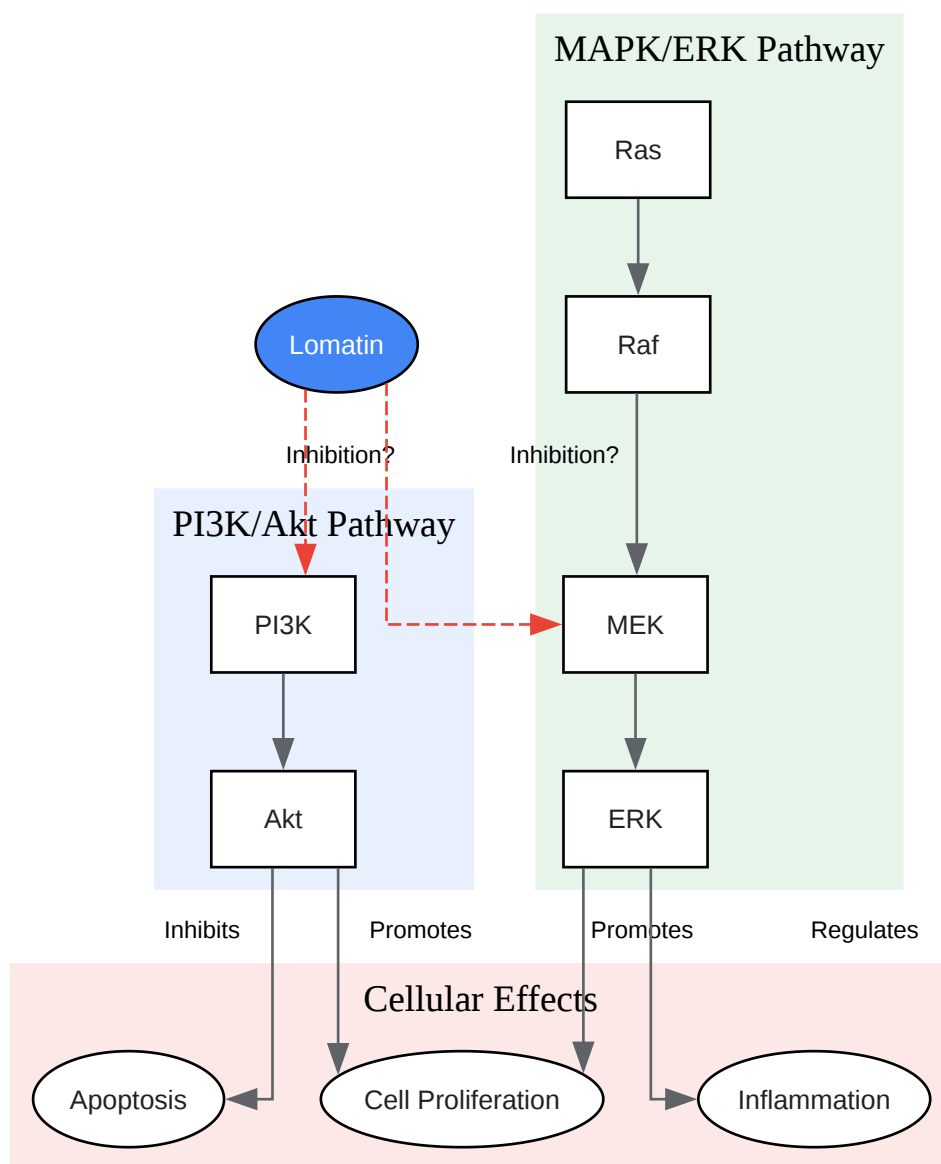 MAPK/ERK Pathway
Ras
Raf
Lomatin
Inhibition?
Inhibition?
PI3K/Akt Pathway
PI3K
MEK
Akt
ERK
Inhibits
Promotes
Promotes
Regulates
Cellular Effects
Apoptosis
Cell Proliferation
Inflammation